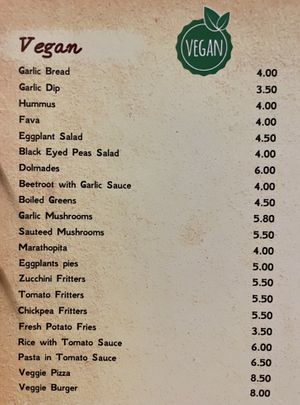 Vegan
VEGAN
Garlic Bread 4.00
Garlic Dip 3.50
Hummus 4.00
Fava 4.00
Eggplant Salad 4.50
Black Eyed Peas Salad 4.00
Dolmades 6.00
Beetroot with Garlic Sauce 4.00
Boiled Greens 4.50
Garlic Mushrooms 5.80
Sauteed Mushrooms 5.50
Marathopita 4.00
Eggplants pies 5.00
Zucchini Fritters 5.50
Tomato Fritters 5.50
Chickpea Fritters 5.50
Fresh Potato Fries 3.50
Rice with Tomato Sauce 6.00
Pasta in Tomato Sauce 6.50
Veggie Pizza 8.50
Veggie Burger 8.00